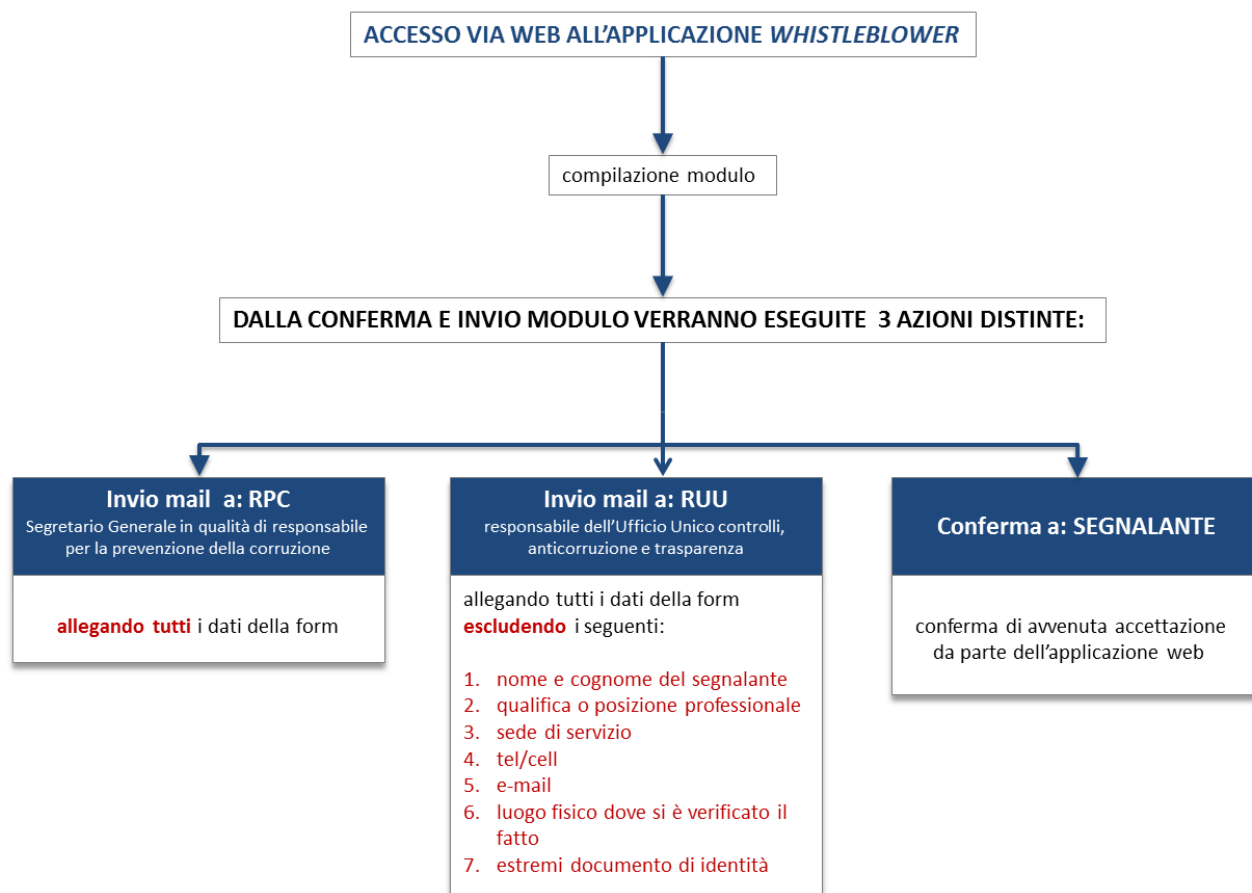 ACCESSO VIA WEB ALL'APPLICAZIONE WHISTLEBLOWER
compilazione modulo
DALLA CONFERMA E INVIO MODULO VERRANNO ESEGUITE 3 AZIONI DISTINTE:
Invio mail a: RPC
Segretario Generale in qualità di responsabile
per la prevenzione della corruzione
allegando tutti i dati della form
Invio mail a: RUU
responsabile dell'Ufficio Unico controlli,
anticorruzione e trasparenza
allegando tutti i dati della form
escludendo i seguenti:
1. nome e cognome del segnalante
2. qualifica o posizione professionale
3. sede di servizio
4. tel/cell
5. e-mail
6. luogo fisico dove si è verificato il
fatto
7. estremi documento di identità
Conferma a: SEGNALANTE
conferma di avvenuta accettazione
da parte dell'applicazione web